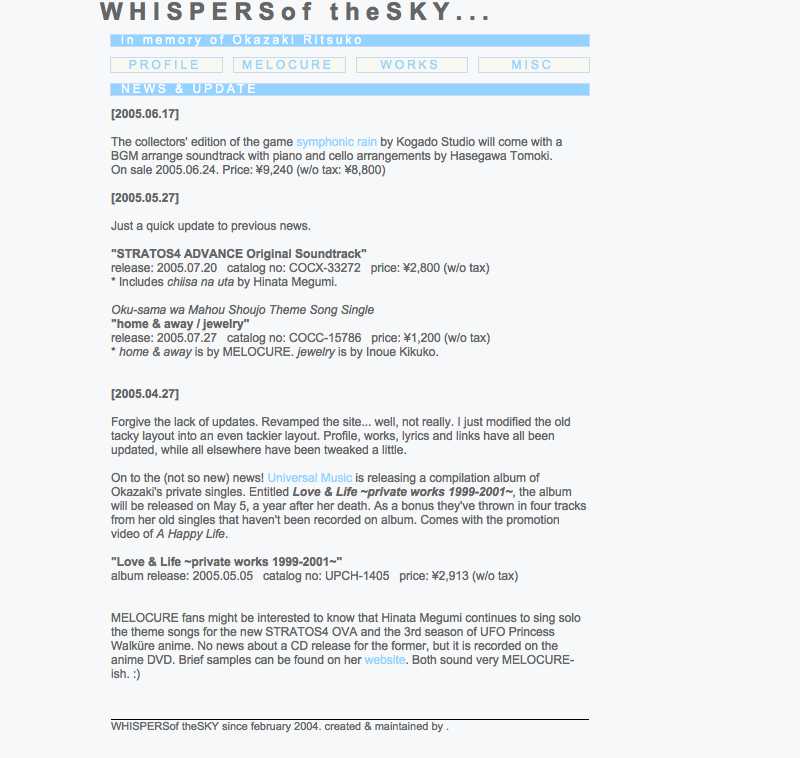 WHISPERSof theSKY...
in memory of Okazaki Ritsuko
PROFILE MELOCURE WORKS MISC
NEWS & UPDATE
[2005.06.17]
The collectors' edition of the game symphonic rain by Kogado Studio will come with a
BGM arrange soundtrack with piano and cello arrangements by Hasegawa Tomoki.
On sale 2005.06.24. Price: ¥9,240 (w/o tax: ¥8,800)
[2005.05.27]
Just a quick update to previous news.
"STRATOS4 ADVANCE Original Soundtrack"
release: 2005.07.20 catalog no: COCX-33272 price: ¥2,800 (w/o tax)
* Includes chiisa na uta by Hinata Megumi.
Oku-sama wa Mahou Shoujo Theme Song Single
"home & away / jewelry"
release: 2005.07.27 catalog no: COCC-15786 price: ¥1,200 (w/o tax)
* home & away is by MELOCURE. jewelry is by Inoue Kikuko.
[2005.04.27]
Forgive the lack of updates. Revamped the site... well, not really. I just modified the old
tacky layout into an even tackier layout. Profile, works, lyrics and links have all been
updated, while all elsewhere have been tweaked a little.
On to the (not so new) news! Universal Music is releasing a compilation album of
Okazaki's private singles. Entitled Love & Life ~private works 1999-2001~, the album
will be released on May 5, a year after her death. As a bonus they've thrown in four tracks
from her old singles that haven't been recorded on album. Comes with the promotion
video of A Happy Life.
"Love & Life ~private works 1999-2001~"
album release: 2005.05.05 catalog no: UPCH-1405 price: ¥2,913 (w/o tax)
MELOCURE fans might be interested to know that Hinata Megumi continues to sing solo
the theme songs for the new STRATOS4 OVA and the 3rd season of UFO Princess
Walküre anime. No news about a CD release for the former, but it is recorded on the
anime DVD. Brief samples can be found on her website. Both sound very MELOCURE-
ish. :)
WHISPERSof theSKY since february 2004. created & maintained by .